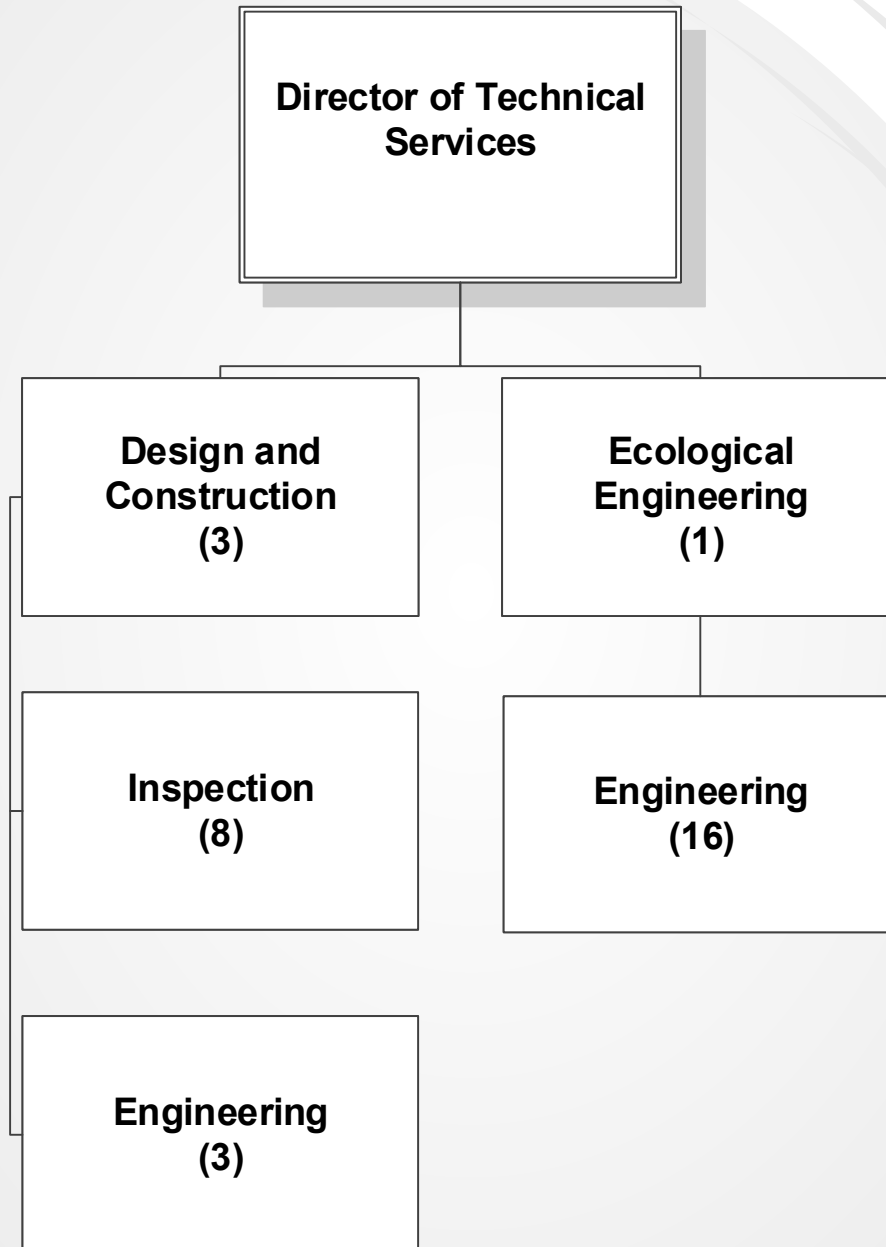 Director of Technical
Services
Design and
Construction
(3)
Ecological
Engineering
(1)
Inspection
(8)
Engineering
(16)
Engineering
(3)